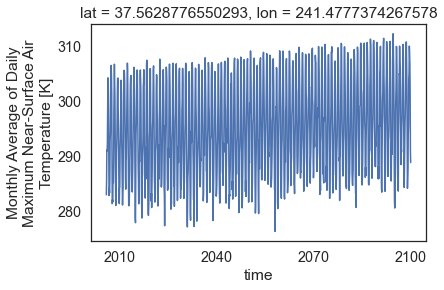 lat = 37.5628776550293, lon = 241.4777374267578
Monthly Average of Daily
Maximum Near-Surface Air
Temperature [K]
310
300
290
280
2010
2040
2070
2100
time